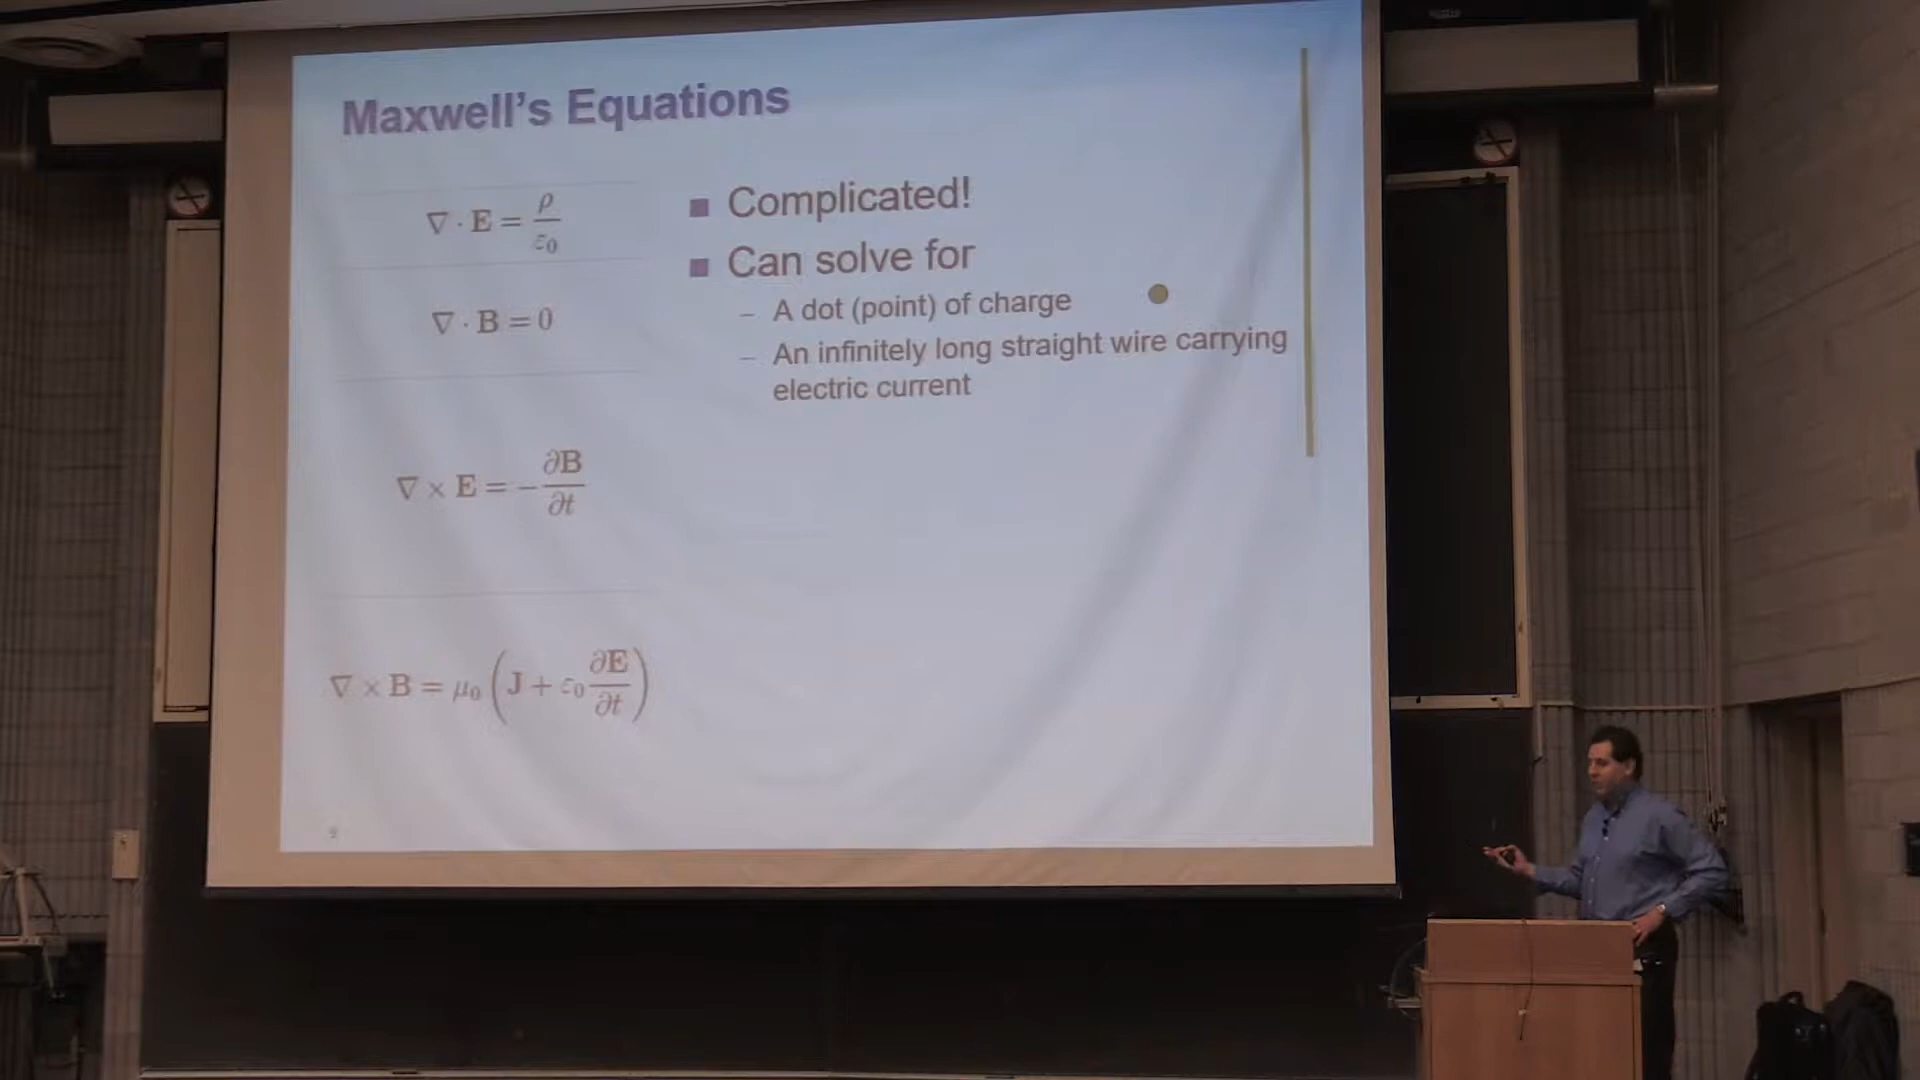 Maxwell's Equations
∇ · E = ρ/ε₀
∇ · B = 0
∇ × E = −∂B/∂t
∇ × B = μ₀ (J + ε₀ ∂E/∂t)
■ Complicated!
■ Can solve for
– A dot (point) of charge
– An infinitely long straight wire carrying
electric current